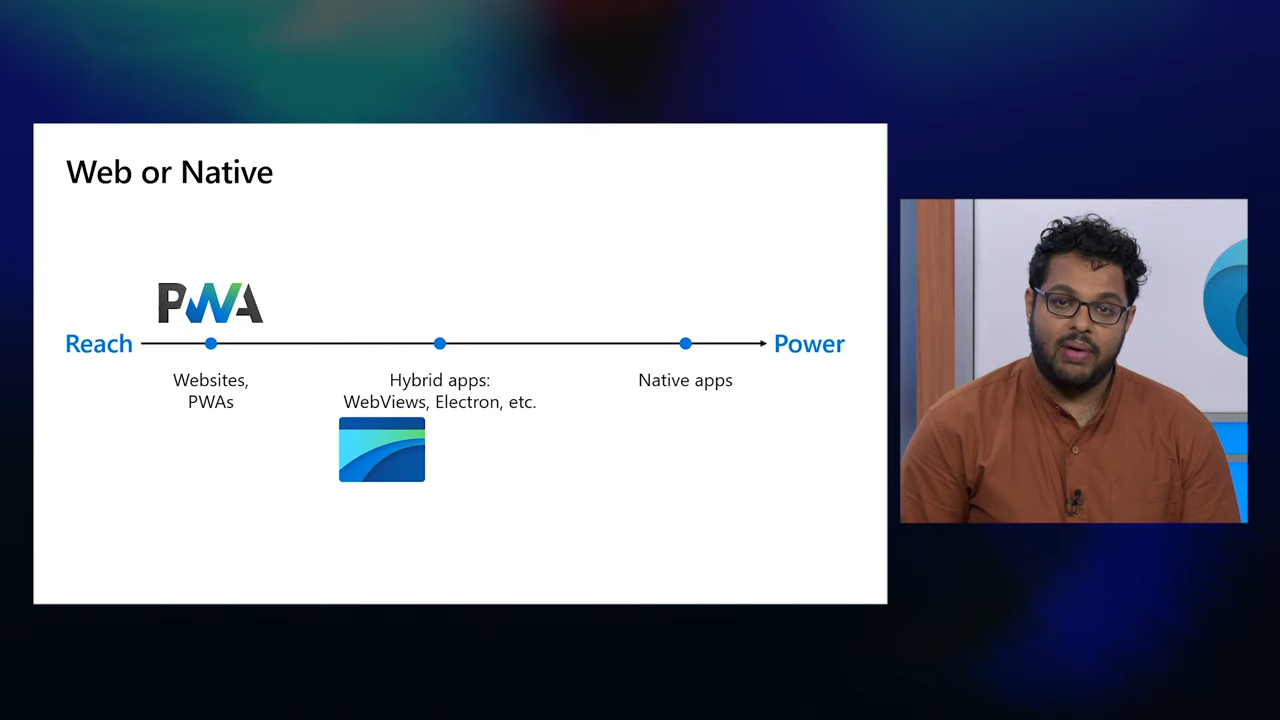 Web or Native
PWA
Reach
Power
Websites,
PWAs
Hybrid apps:
WebViews, Electron, etc.
Native apps